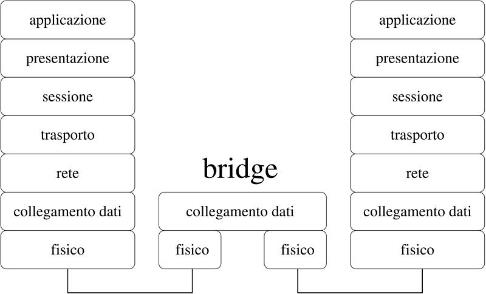 applicazione
presentazione
sessione
trasporto
rete
collegamento dati
fisico
bridge
collegamento dati
fisico
fisico
applicazione
presentazione
sessione
trasporto
rete
collegamento dati
fisico